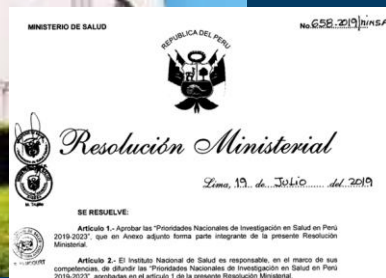 MINISTERIO DE SALUD
No. 658-2019/MINSA
REPUBLICA DEL PERU
Resolución Ministerial
Lima, 19 de JULIO del 2019
SE RESUELVE:
Artículo 1.- Aprobar las "Prioridades Nacionales de Investigación en Salud en Perú
2019-2023", que en Anexo adjunto forma parte integrante de la presente Resolución
Ministerial.
Artículo 2.- El Instituto Nacional de Salud es responsable, en el marco de sus
competencias, de difundir las "Prioridades Nacionales de Investigación en Salud en Perú
2019-2023", aprobadas en el artículo 1 de la presente Resolución Ministerial.